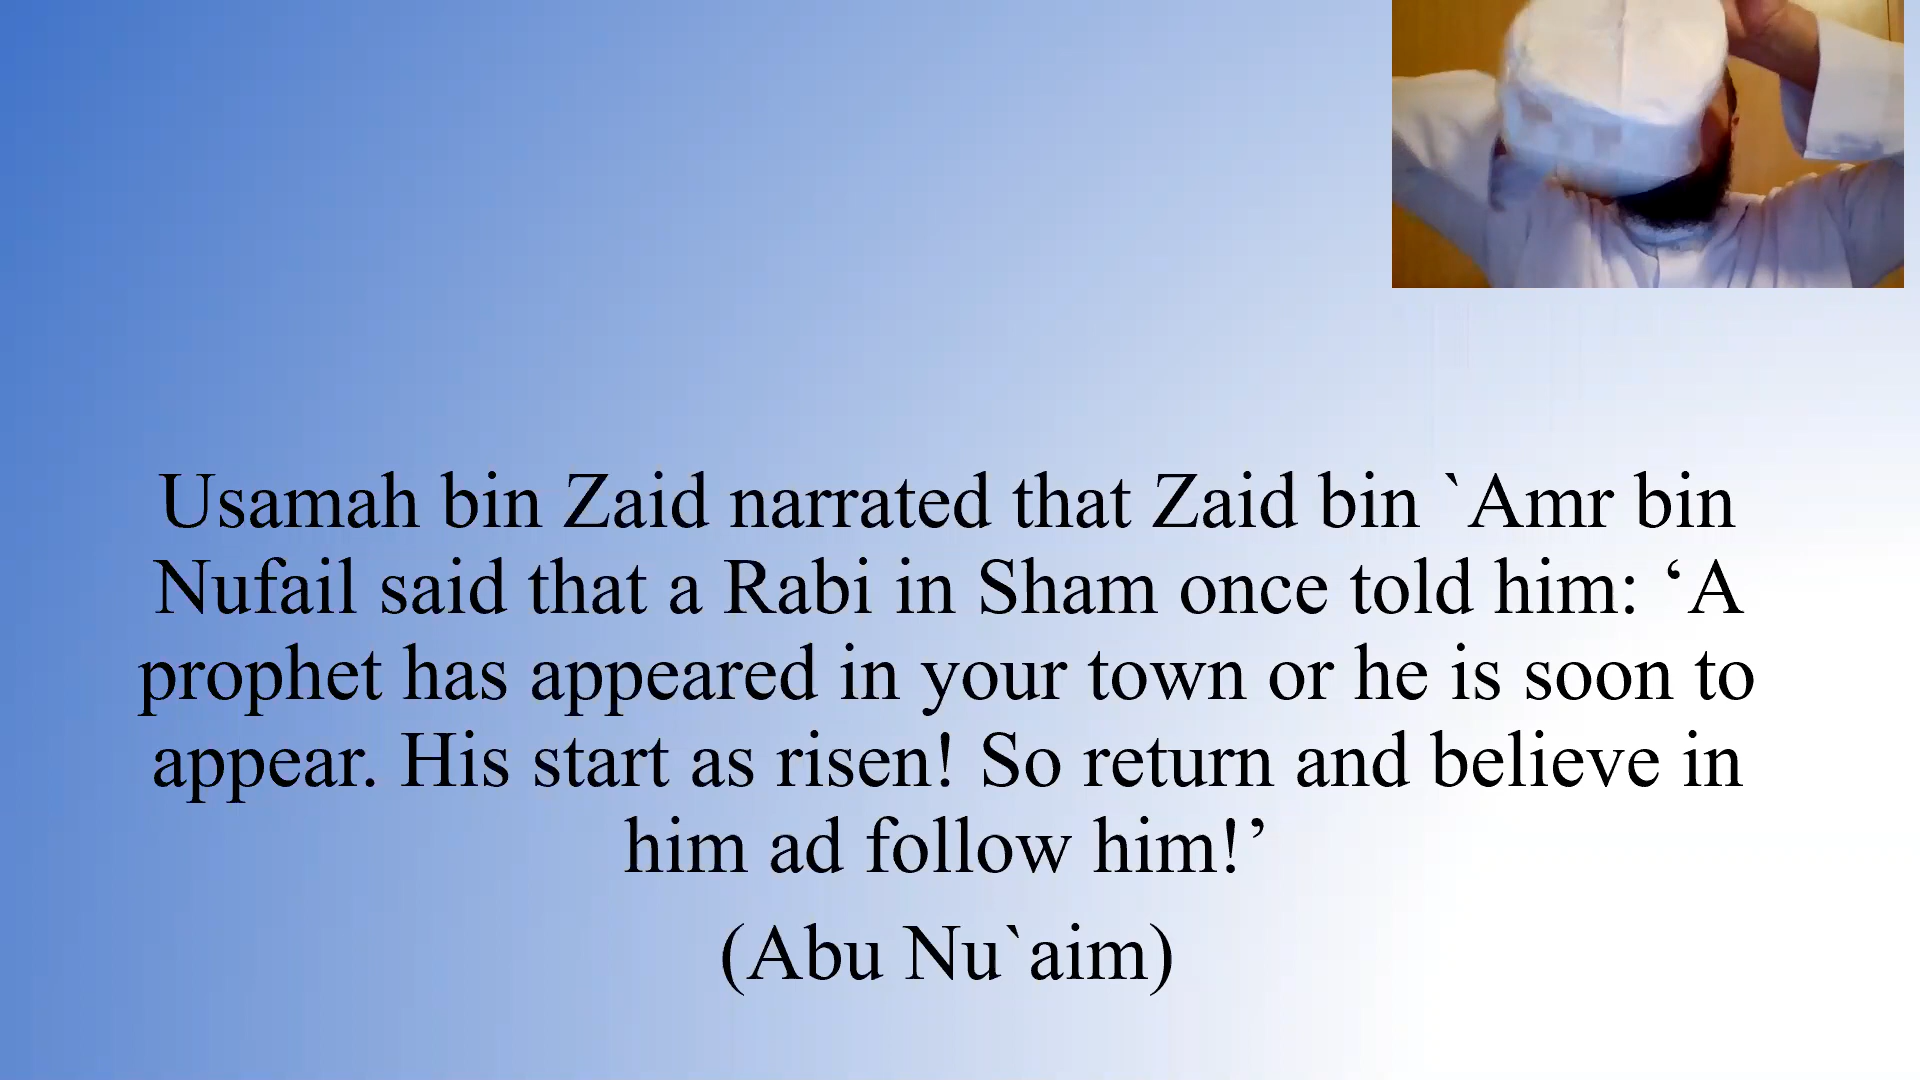 Usamah bin Zaid narrated that Zaid bin `Amr bin
Nufail said that a Rabi in Sham once told him: ‘A
prophet has appeared in your town or he is soon to
appear. His start as risen! So return and believe in
him ad follow him!’
(Abu Nu`aim)